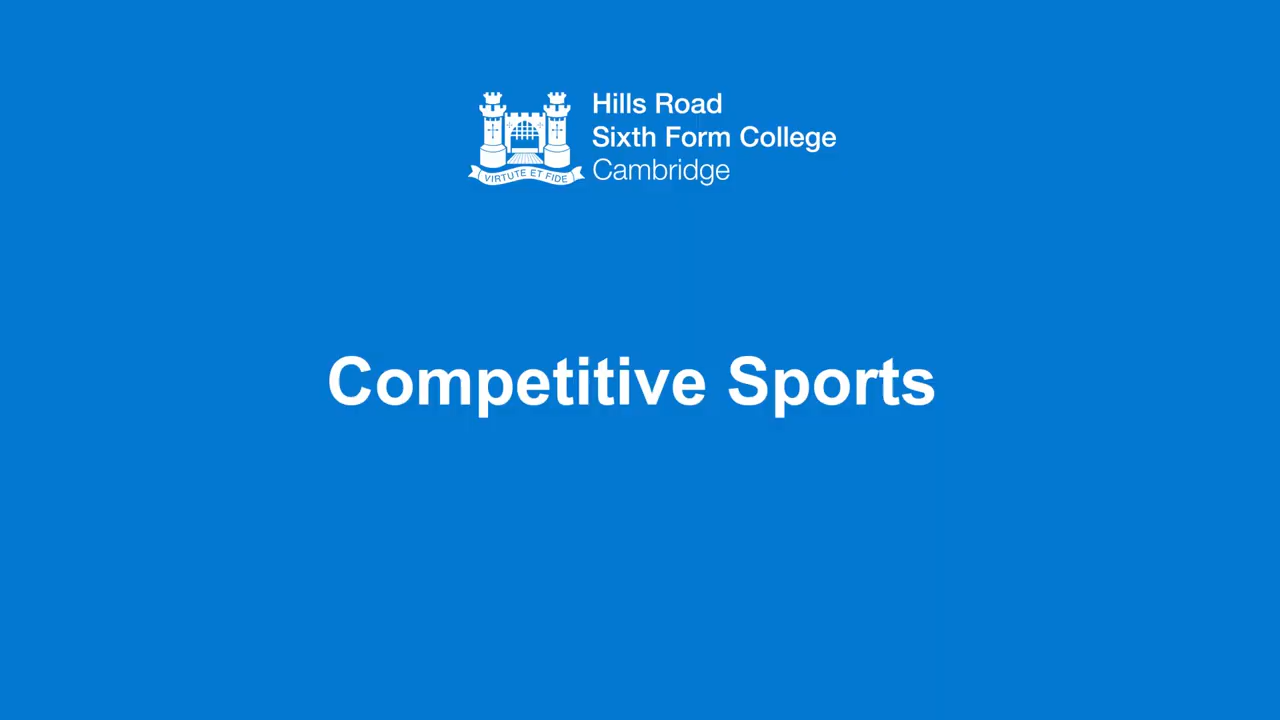 Hills Road
Sixth Form College
Cambridge
VIRTUTE ET FIDE
Competitive Sports